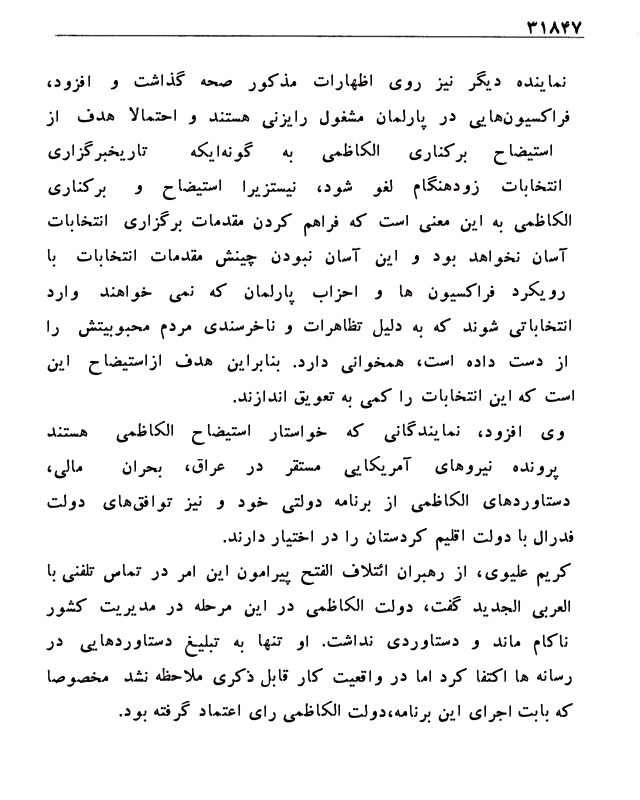 ۳۱۸۴۷
نماینده دیگر نیز روی اظهارات مذکور صحه گذاشت و افزود،
فراکسیون‌هایی در پارلمان مشغول رایزنی هستند و احتمالا هدف از
استیضاح برکناری الکاظمی به گونه‌ایکه تاریخبرگزاری
انتخابات زودهنگام لغو شود، نیستزیرا استیضاح و برکناری
الکاظمی به این معنی است که فراهم کردن مقدمات برگزاری انتخابات
آسان نخواهد بود و این آسان نبودن چینش مقدمات انتخابات با
رویکرد فراکسیون ها و احزاب پارلمان که نمی خواهند وارد
انتخاباتی شوند که به دلیل تظاهرات و ناخرسندی مردم محبوبیتش را
از دست داده است، همخوانی دارد. بنابراین هدف ازاستیضاح این
است که این انتخابات را کمی به تعویق اندازند.
وی افزود، نمایندگانی که خواستار استیضاح الکاظمی هستند
پرونده نیروهای آمریکایی مستقر در عراق، بحران مالی،
دستاوردهای الکاظمی از برنامه دولتی خود و نیز توافق‌های دولت
فدرال با دولت اقلیم کردستان را در اختیار دارند.
کریم علیوی، از رهبران ائتلاف الفتح پیرامون این امر در تماس تلفنی با
العربی الجدید گفت، دولت الکاظمی در این مرحله در مدیریت کشور
ناکام ماند و دستاوردی نداشت. او تنها به تبلیغ دستاوردهایی در
رسانه ها اکتفا کرد اما در واقعیت کار قابل ذکری ملاحظه نشد مخصوصا
که بابت اجرای این برنامه،دولت الکاظمی رای اعتماد گرفته بود.